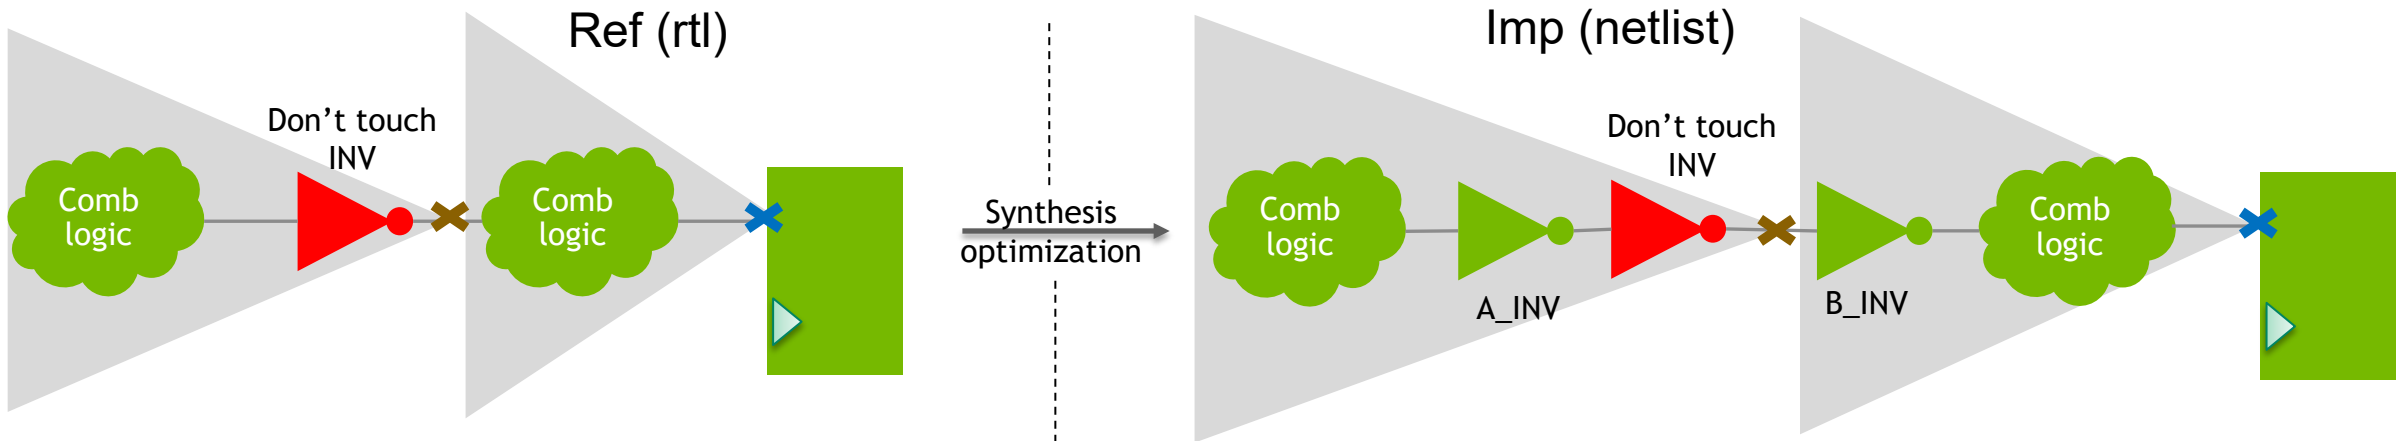 Ref (rtl)
Don’t touch
INV
Comb
logic
Comb
logic
Synthesis
optimization
Imp (netlist)
Don’t touch
INV
Comb
logic
A_INV
B_INV
Comb
logic